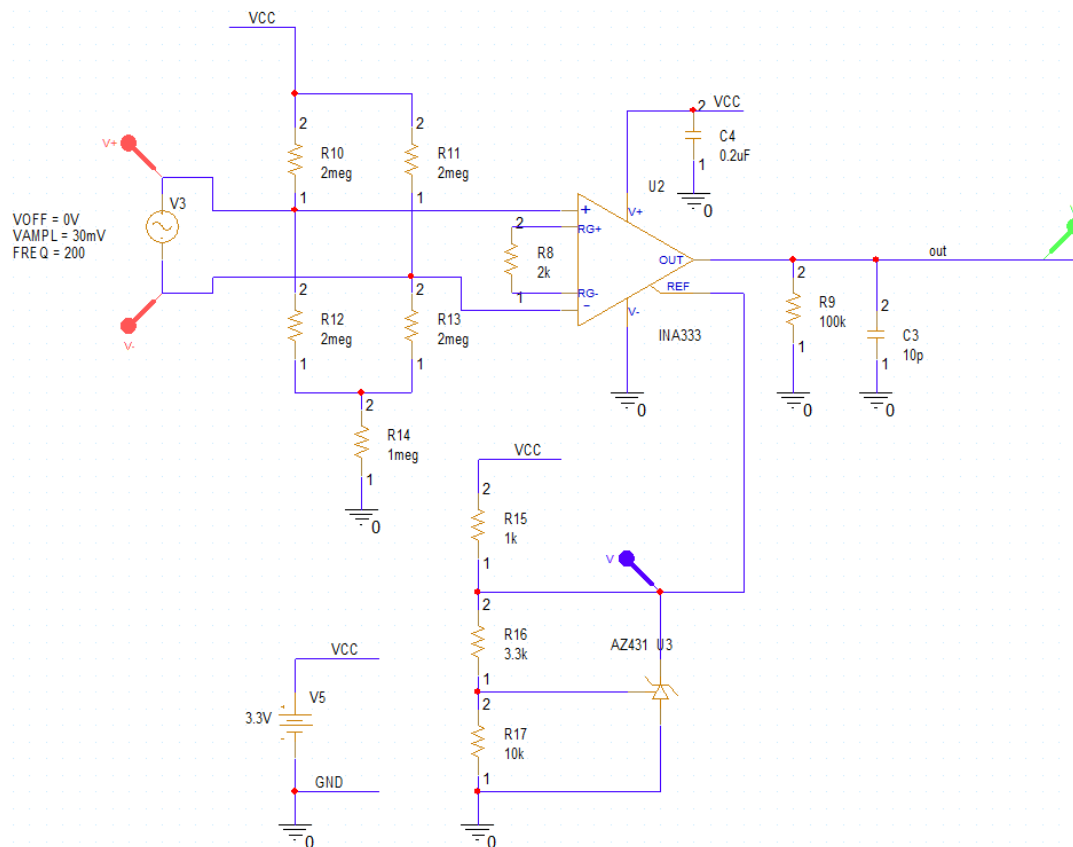 VCC
2
2
R10
2meg
R11
2meg
1
1
V+
V3
VOFF = 0V
VAMPL = 30mV
FREQ = 200
V-
2
2
R12
2meg
R13
2meg
1
1
2
R14
1meg
1
0
2
VCC
C4
0.2uF
1
0
U2
+
V+
RG+
2
R8
2k
1
RG-
-
OUT
REF
V-
INA333
0
out
V
2
R9
100k
1
0
2
C3
10p
1
0
VCC
2
R15
1k
1
V
2
R16
3.3k
1
AZ431 U3
2
R17
10k
1
0
VCC
V5
3.3V
+
-
GND
0